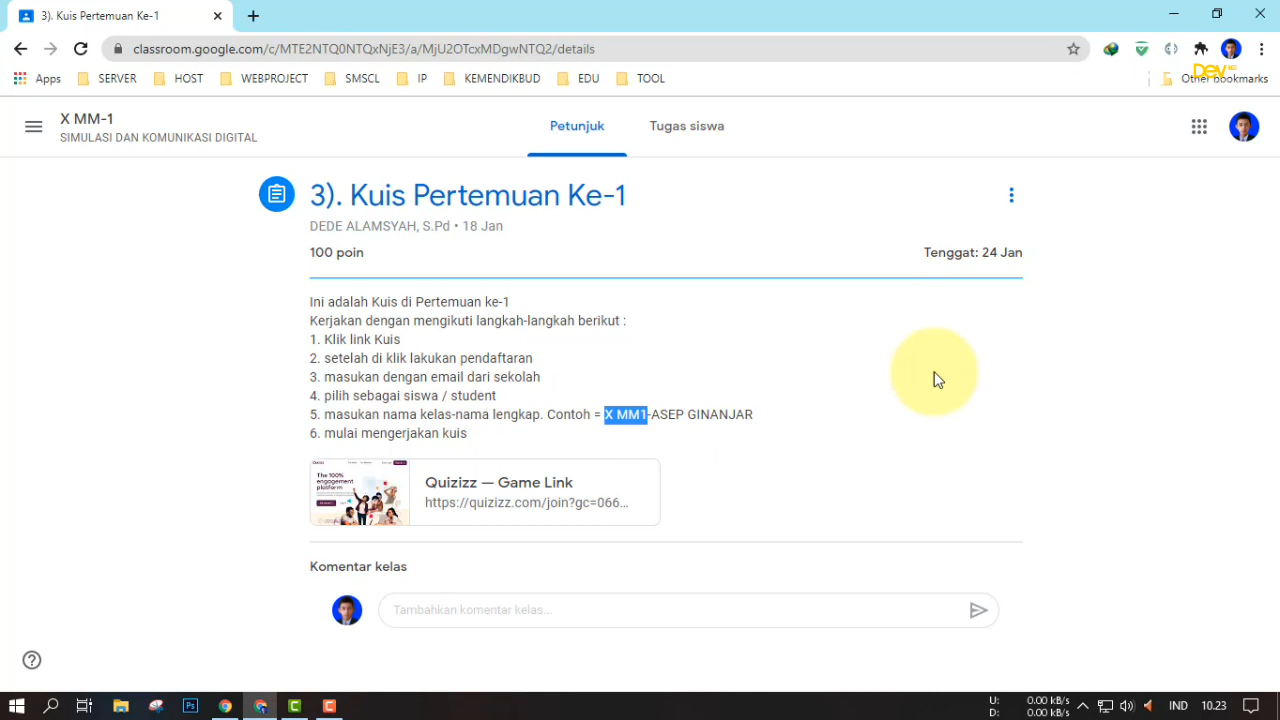 3). Kuis Pertemuan Ke-1
classroom.google.com/c/MTE2NTQ0NTQxNjE3/a/MjU2OTcxMDgwNTQ2/details
Apps SERVER HOST WEBPROJECT SMSCL IP KEMENDIKBUD EDU TOOL Other bookmarks
Dev
X MM-1
SIMULASI DAN KOMUNIKASI DIGITAL
Petunjuk Tugas siswa
3). Kuis Pertemuan Ke-1
DEDE ALAMSYAH, S.Pd • 18 Jan
100 poin Tenggat: 24 Jan
Ini adalah Kuis di Pertemuan ke-1
Kerjakan dengan mengikuti langkah-langkah berikut :
1. Klik link Kuis
2. setelah di klik lakukan pendaftaran
3. masukan dengan email dari sekolah
4. pilih sebagai siswa / student
5. masukan nama kelas-nama lengkap. Contoh = X MM1-ASEP GINANJAR
6. mulai mengerjakan kuis
The 100%
engagement
platform
Quizizz — Game Link
https://quizizz.com/join?gc=066...
Komentar kelas
Tambahkan komentar kelas...
U: 0.00 kB/s
D: 0.00 kB/s
IND 10.23